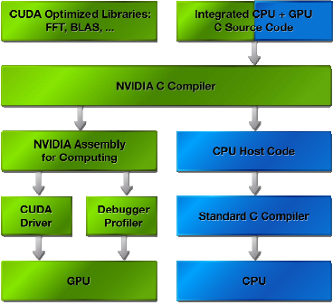 CUDA Optimized Libraries:
FFT, BLAS, ...
Integrated CPU + GPU
C Source Code
NVIDIA C Compiler
NVIDIA Assembly
for Computing
CPU Host Code
CUDA
Driver
Debugger
Profiler
Standard C Compiler
GPU
CPU